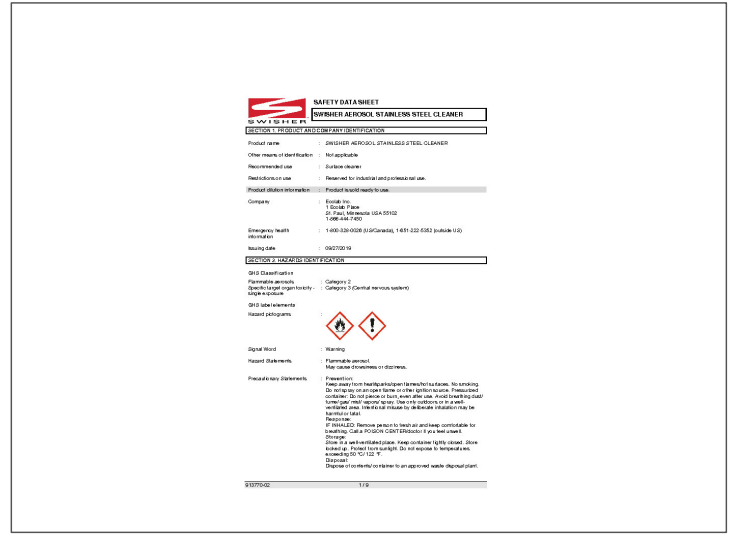 SAFETY DATA SHEET
SWISHER
SWISHER AEROSOL STAINLESS STEEL CLEANER
SECTION 1. PRODUCT AND COMPANY IDENTIFICATION
Product name : SWISHER AEROSOL STAINLESS STEEL CLEANER
Other means of identification : Not applicable
Recommended use : Surface cleaner
Restrictions on use : Reserved for industrial and professional use.
Product dilution information : Product is sold ready to use.
Company : Ecolab Inc.
1 Ecolab Place
St. Paul, Minnesota USA 55102
1-866-444-7450
Emergency health : 1-800-328-0026 (US/Canada), 1-651-222-5352 (outside US)
information
Issuing date : 09/27/2019
SECTION 2. HAZARDS IDENTIFICATION
GHS Classification
Flammable aerosols : Category 2
Specific target organ toxicity - : Category 3 (Central nervous system)
single exposure
GHS label elements
Hazard pictograms :
Signal Word : Warning
Hazard Statements : Flammable aerosol.
May cause drowsiness or dizziness.
Precautionary Statements : Prevention:
Keep away from heat/sparks/open flames/hot surfaces. No smoking.
Do not spray on an open flame or other ignition source. Pressurized
container: Do not pierce or burn, even after use. Avoid breathing dust/
fume/ gas/ mist/ vapors/ spray. Use only outdoors or in a well-
ventilated area. Intentional misuse by deliberate inhalation may be
harmful or fatal.
Response:
IF INHALED: Remove person to fresh air and keep comfortable for
breathing. Call a POISON CENTER/doctor if you feel unwell.
Storage:
Store in a well-ventilated place. Keep container tightly closed. Store
locked up. Protect from sunlight. Do not expose to temperatures
exceeding 50 °C/ 122 °F.
Disposal:
Dispose of contents/ container to an approved waste disposal plant.
913770-02 1 / 9